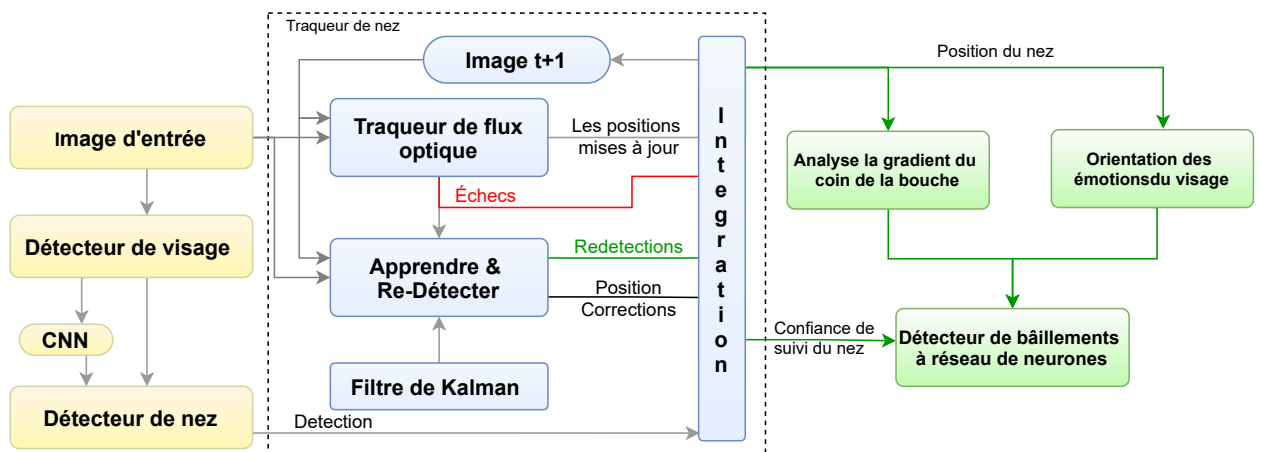 Traqueur de nez
Image t+1
Position du nez
Image d'entrée
Traqueur de flux
optique
Les positions
mises à jour
Integration
Analyse la gradient du
coin de la bouche
Orientation des
émotionsdu visage
Échecs
Détecteur de visage
Apprendre &
Re-Détecter
Redetections
Position
Corrections
CNN
Confiance de
suivi du nez
Détecteur de bâillements
à réseau de neurones
Filtre de Kalman
Détecteur de nez
Detection